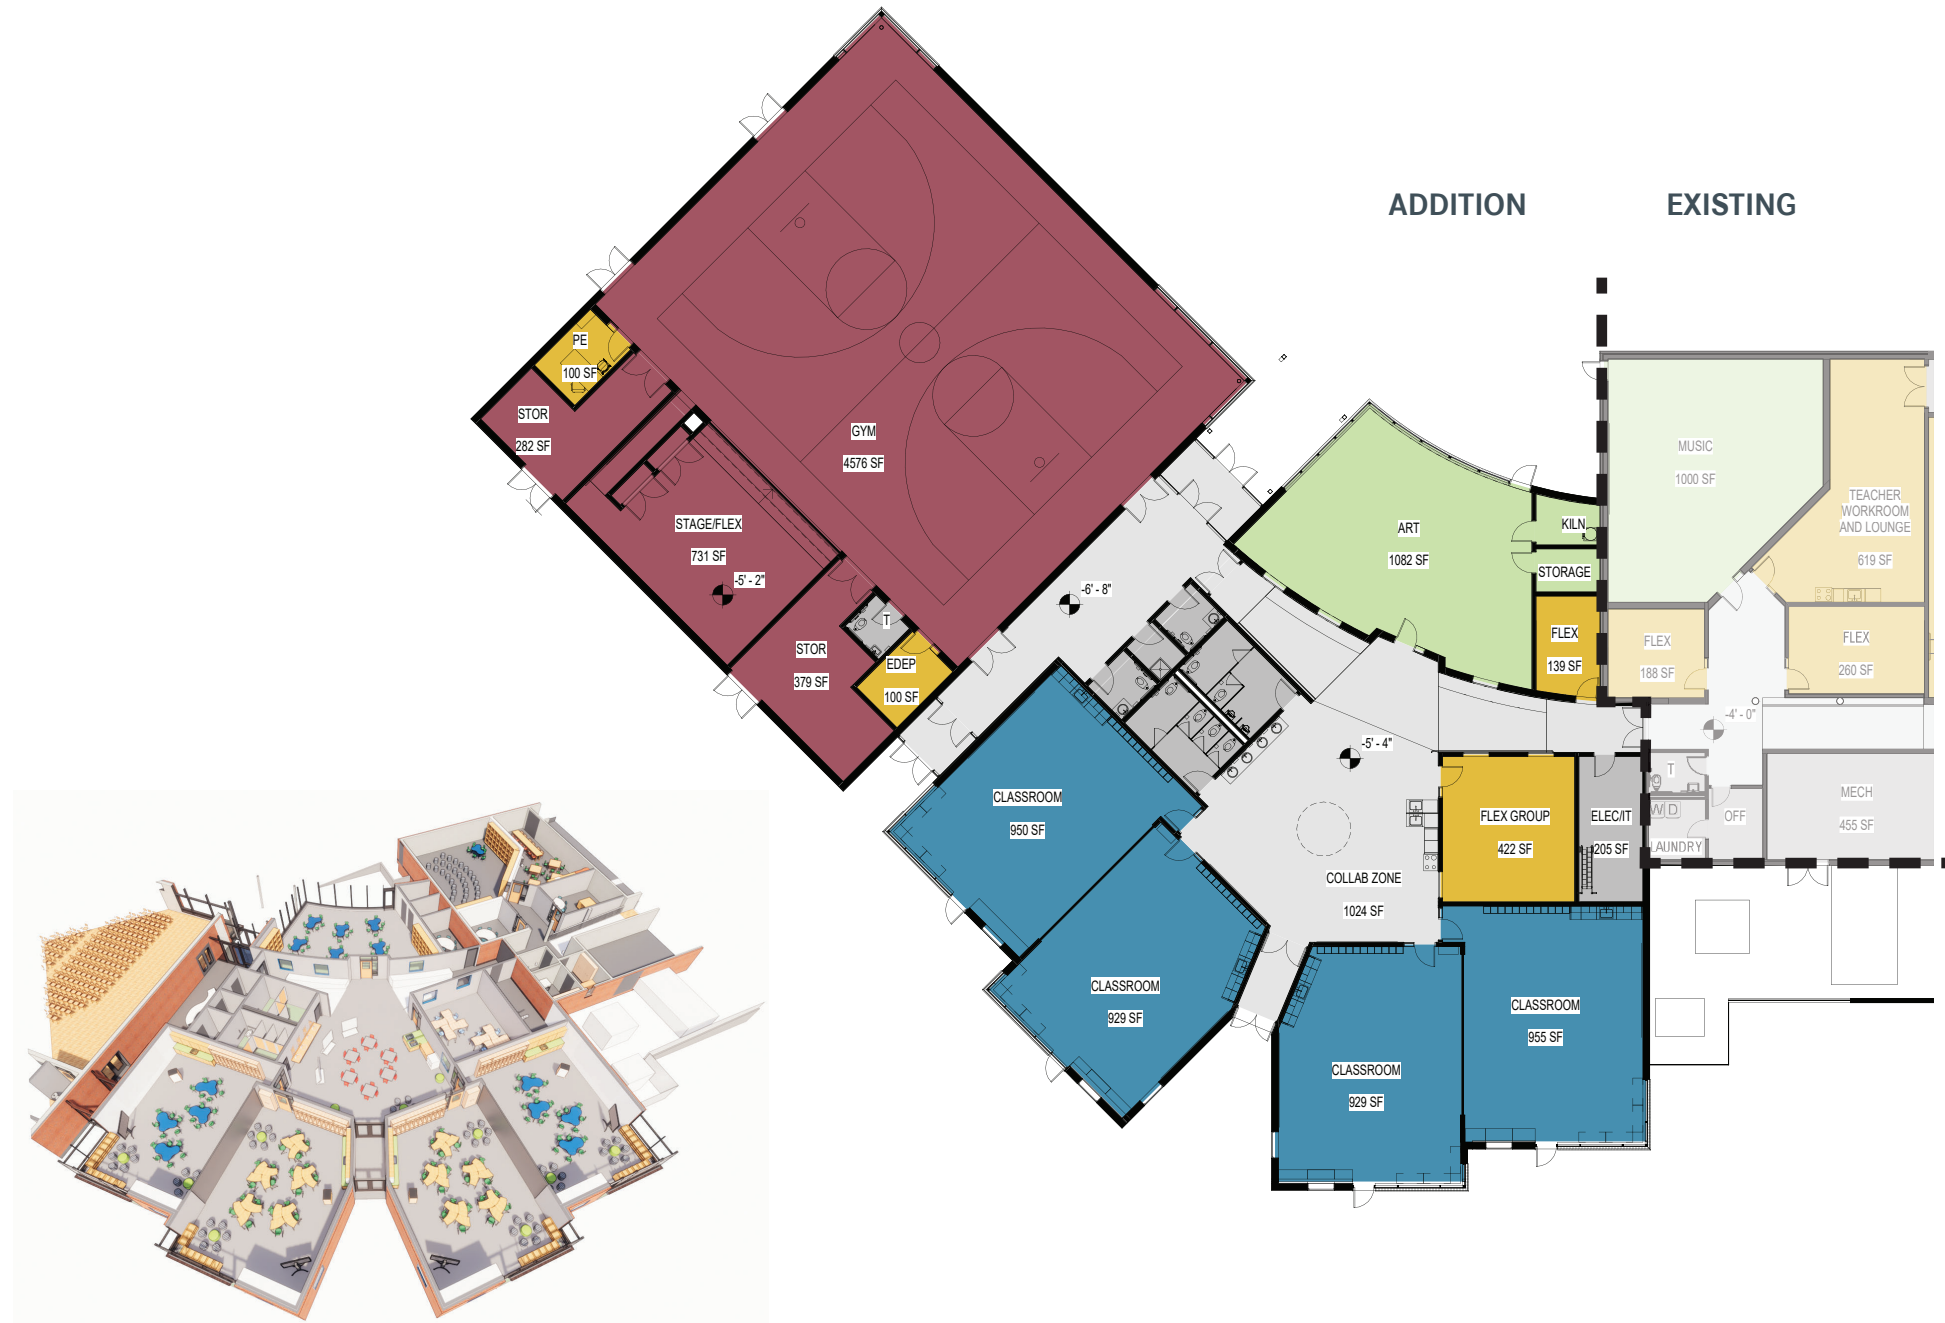 ADDITION
EXISTING
PE
100 SF
STOR
282 SF
GYM
4576 SF
STAGE/FLEX
731 SF
-5' - 2"
STOR
379 SF
T
EDEP
100 SF
-6' - 8"
ART
1082 SF
KILN
STORAGE
FLEX
139 SF
MUSIC
1000 SF
TEACHER
WORKROOM
AND LOUNGE
619 SF
FLEX
188 SF
FLEX
260 SF
-4' - 0"
-5' - 4"
CLASSROOM
950 SF
FLEX GROUP
422 SF
ELEC/IT
205 SF
T
W D
LAUNDRY
OFF
MECH
455 SF
COLLAB ZONE
1024 SF
CLASSROOM
929 SF
CLASSROOM
929 SF
CLASSROOM
955 SF